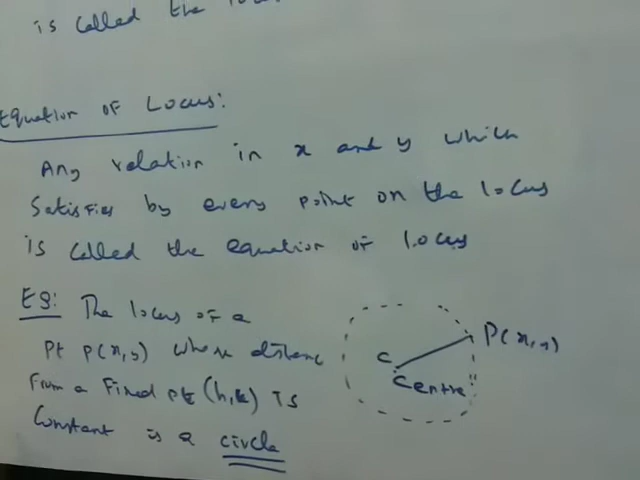 is called the
Equation of Locus:
Any relation in x and y which
satisfies by every point on the locus
is called the equation of locus
Eg: The locus of a
pt P(x,y) whose distance
from a fixed pt (h,k) is
constant is a circle
P(x,y)
C
Centre